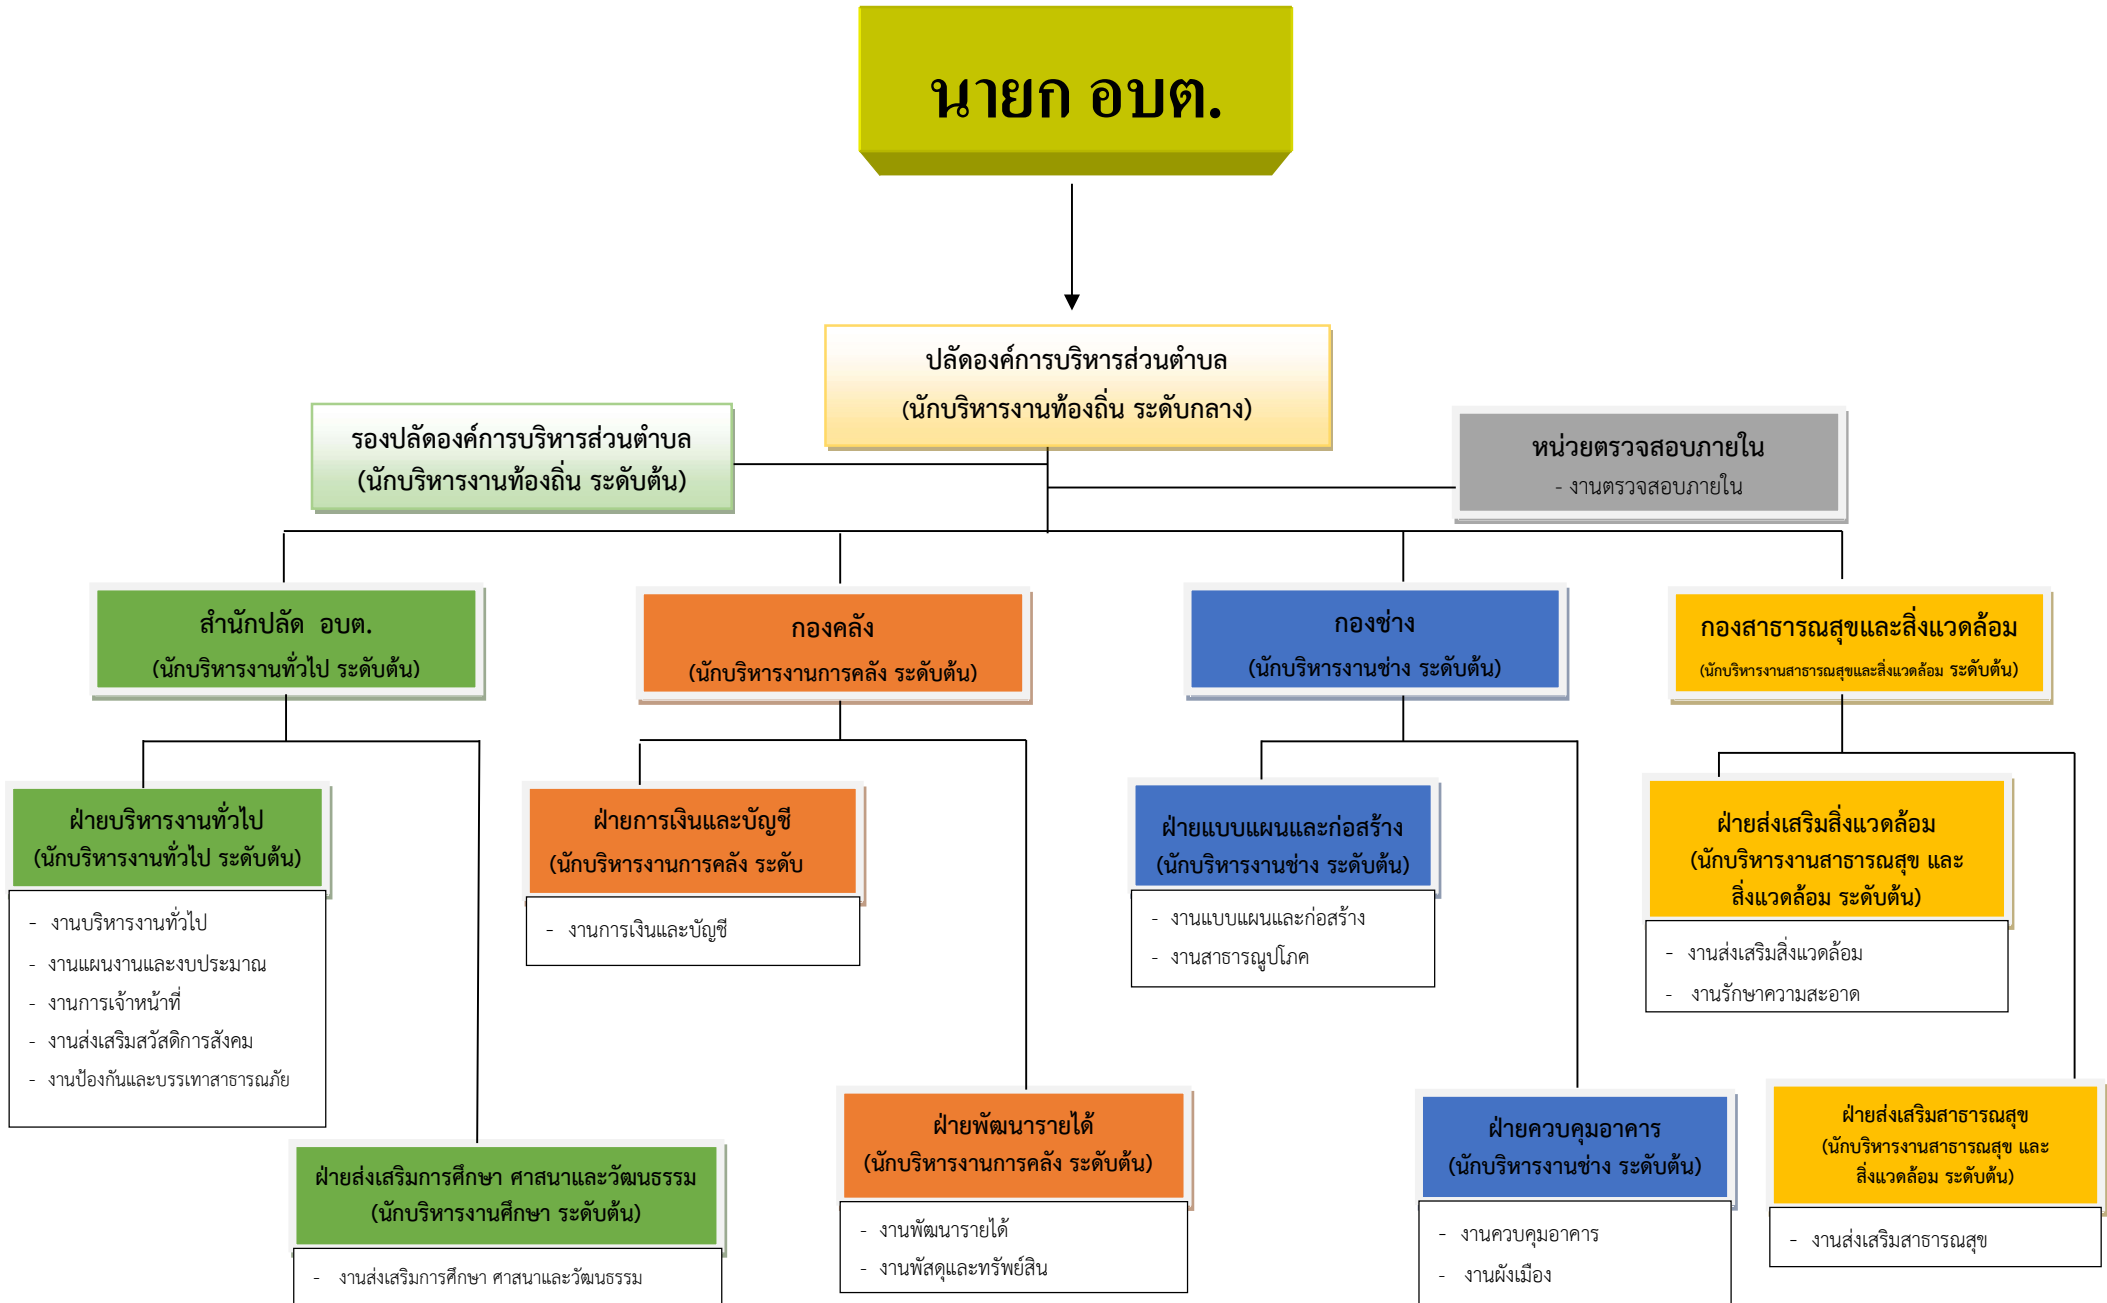 นายก อบต.
ปลัดองค์การบริหารส่วนตำบล
(นักบริหารงานท้องถิ่น ระดับกลาง)
รองปลัดองค์การบริหารส่วนตำบล
(นักบริหารงานท้องถิ่น ระดับต้น)
หน่วยตรวจสอบภายใน
- งานตรวจสอบภายใน
สำนักปลัด อบต.
(นักบริหารงานทั่วไป ระดับต้น)
กองคลัง
(นักบริหารงานการคลัง ระดับต้น)
กองช่าง
(นักบริหารงานช่าง ระดับต้น)
กองสาธารณสุขและสิ่งแวดล้อม
(นักบริหารงานสาธารณสุขและสิ่งแวดล้อม ระดับต้น)
ฝ่ายบริหารงานทั่วไป
(นักบริหารงานทั่วไป ระดับต้น)
- งานบริหารงานทั่วไป
- งานแผนงานและงบประมาณ
- งานการเจ้าหน้าที่
- งานส่งเสริมสวัสดิการสังคม
- งานป้องกันและบรรเทาสาธารณภัย
ฝ่ายการเงินและบัญชี
(นักบริหารงานการคลัง ระดับ
- งานการเงินและบัญชี
ฝ่ายแบบแผนและก่อสร้าง
(นักบริหารงานช่าง ระดับต้น)
- งานแบบแผนและก่อสร้าง
- งานสาธารณูปโภค
ฝ่ายส่งเสริมสิ่งแวดล้อม
(นักบริหารงานสาธารณสุข และ
สิ่งแวดล้อม ระดับต้น)
- งานส่งเสริมสิ่งแวดล้อม
- งานรักษาความสะอาด
ฝ่ายส่งเสริมการศึกษา ศาสนาและวัฒนธรรม
(นักบริหารงานศึกษา ระดับต้น)
- งานส่งเสริมการศึกษา ศาสนาและวัฒนธรรม
ฝ่ายพัฒนารายได้
(นักบริหารงานการคลัง ระดับต้น)
- งานพัฒนารายได้
- งานพัสดุและทรัพย์สิน
ฝ่ายควบคุมอาคาร
(นักบริหารงานช่าง ระดับต้น)
- งานควบคุมอาคาร
- งานผังเมือง
ฝ่ายส่งเสริมสาธารณสุข
(นักบริหารงานสาธารณสุข และ
สิ่งแวดล้อม ระดับต้น)
- งานส่งเสริมสาธารณสุข